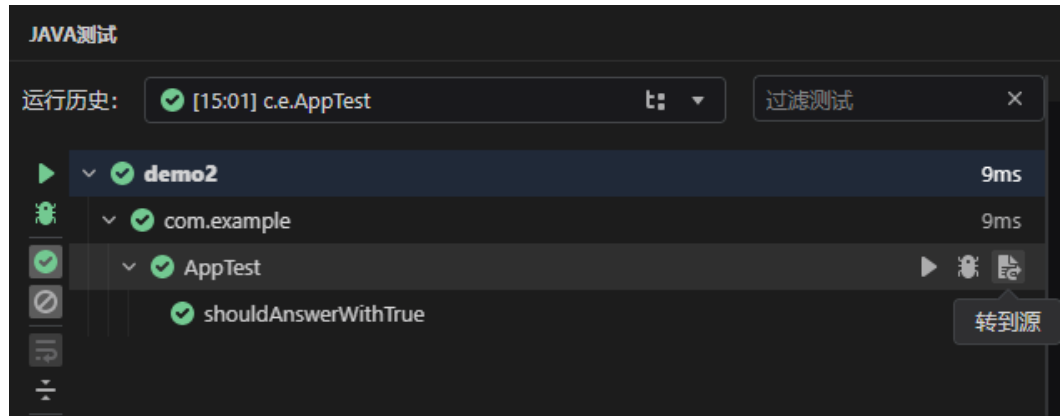 JAVA测试
运行历史: [15:01] c.e.AppTest 过滤测试
demo2 9ms
com.example 9ms
AppTest
转到源
shouldAnswerWithTrue